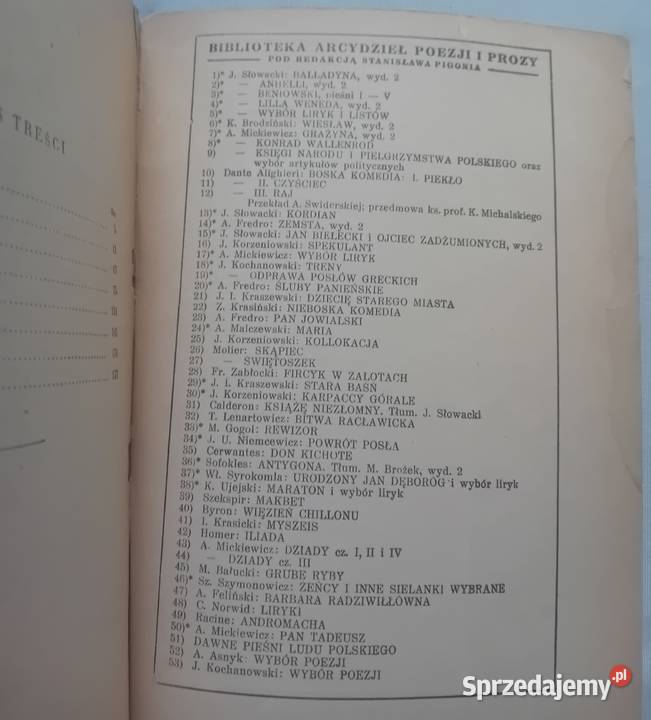 S TREŚCI
BIBLIOTEKA ARCYDZIEŁ POEZJI I PROZY
POD REDAKCJĄ STANISŁAWA PIGONIA
1)* J. Słowacki: BALLADYNA, wyd. 2
2)* — ANHELLI, wyd. 2
3)* — BENIOWSKI, pieśni I — V
4)* — LILLA WENEDA, wyd. 2
5)* — WYBÓR LIRYK I LISTÓW
6)* K. Brodziński: WIESŁAW, wyd. 2
7)* A. Mickiewicz: GRAŻYNA, wyd. 2
8)* — KONRAD WALLENROD
9) — KSIĘGI NARODU I PIELGRZYMSTWA POLSKIEGO oraz
wybór artykułów politycznych
10) Dante Alighieri: BOSKA KOMEDIA: I. PIEKŁO
11) — II. CZYŚCIEC
12) — III. RAJ
Przekład A. Świderskiej; przedmowa ks. prof. K. Michalskiego
13)* J. Słowacki: KORDIAN
14)* A. Fredro: ZEMSTA, wyd. 2
15)* J. Słowacki: JAN BIELECKI i OJCIEC ZADŻUMIONYCH, wyd. 2
16) J. Korzeniowski: SPEKULANT
17)* A. Mickiewicz: WYBÓR LIRYK
18)* J. Kochanowski: TRENY
19)* — ODPRAWA POSŁÓW GRECKICH
20)* A. Fredro: ŚLUBY PANIEŃSKIE
21) J. I. Kraszewski: DZIECIĘ STAREGO MIASTA
22) Z. Krasiński: NIEBOSKA KOMEDIA
23) A. Fredro: PAN JOWIALSKI
24)* A. Malczewski: MARIA
25) J. Korzeniowski: KOLLOKACJA
26) Molier: SKĄPIEC
27) — ŚWIĘTOSZEK
28) Fr. Zabłocki: FIRCYK W ZALOTACH
29)* J. I. Kraszewski: STARA BAŚŃ
30)* J. Korzeniowski: KARPACCY GÓRALE
31) Calderon: KSIĄŻĘ NIEZŁOMNY. Tłum. J. Słowacki
32) T. Lenartowicz: BITWA RACŁAWICKA
33)* M. Gogol: REWIZOR
34)* J. U. Niemcewicz: POWRÓT POSŁA
35) Cerwantes: DON KICHOTE
36)* Sofokles: ANTYGONA. Tłum. M. Brożek, wyd. 2
37)* Wł. Syrokomla: URODZONY JAN DĘBORÓG i wybór liryk
38)* K. Ujejski: MARATON i wybór liryk
39) Szekspir: MAKBET
40) Byron: WIĘZIEŃ CHILLONU
41) I. Krasicki: MYSZEIS
42) Homer: ILIADA
43) A. Mickiewicz: DZIADY cz. I, II i IV
44) — DZIADY cz. III
45) M. Bałucki: GRUBE RYBY
46)* Sz. Szymonowicz: ŻEŃCY I INNE SIELANKI WYBRANE
47) A. Feliński: BARBARA RADZIWIŁŁÓWNA
48) C. Norwid: LIRYKI
49) Racine: ANDROMACHA
50)* A. Mickiewicz: PAN TADEUSZ
51) DAWNE PIEŚNI LUDU POLSKIEGO
52) A. Asnyk: WYBÓR POEZJI
53) J. Kochanowski: WYBÓR POEZJI
Sprzedajemy.pl